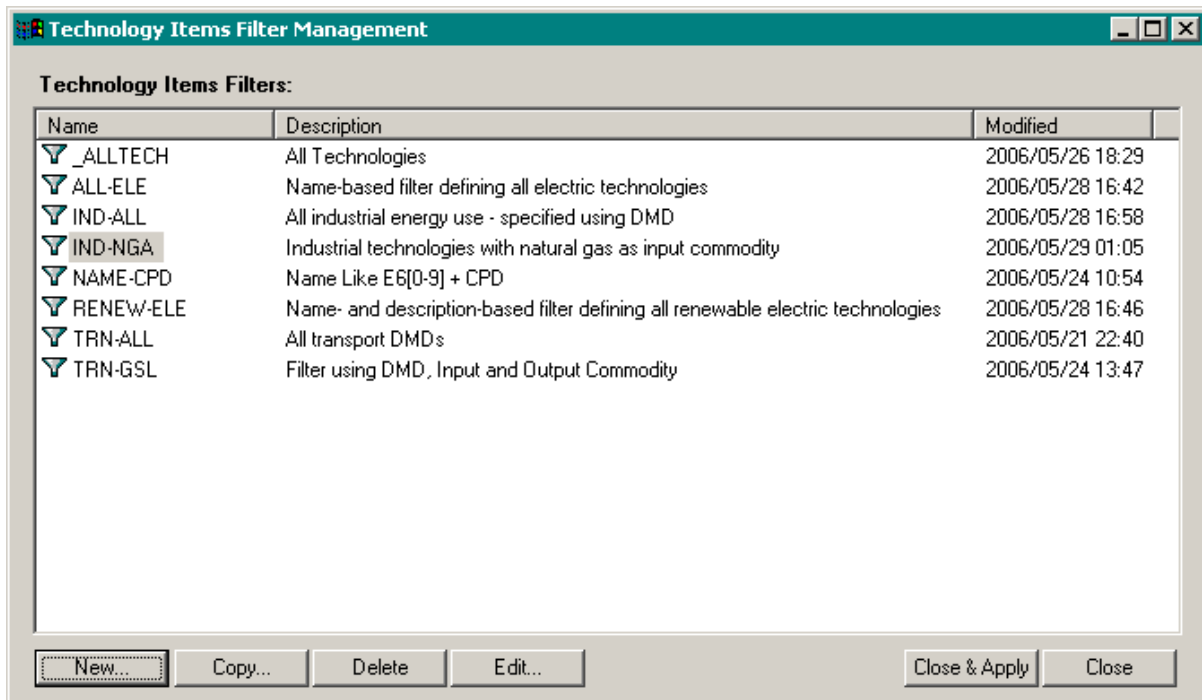 Technology Items Filter Management
Technology Items Filters:
Name Description Modified
_ALLTECH All Technologies 2006/05/26 18:29
ALL-ELE Name-based filter defining all electric technologies 2006/05/28 16:42
IND-ALL All industrial energy use - specified using DMD 2006/05/28 16:58
IND-NGA Industrial technologies with natural gas as input commodity 2006/05/29 01:05
NAME-CPD Name Like E6[0-9] + CPD 2006/05/24 10:54
RENEW-ELE Name- and description-based filter defining all renewable electric technologies 2006/05/28 16:46
TRN-ALL All transport DMDs 2006/05/21 22:40
TRN-GSL Filter using DMD, Input and Output Commodity 2006/05/24 13:47
New... Copy... Delete Edit... Close & Apply Close